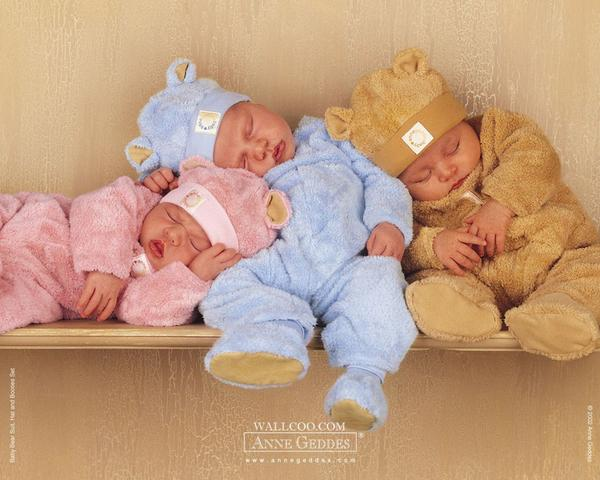 Baby Bear Suit, Hat and Booties Set
WALLCOO.COM
ANNE GEDDES®
www.annegeddes.com
© 2002 Anne Geddes